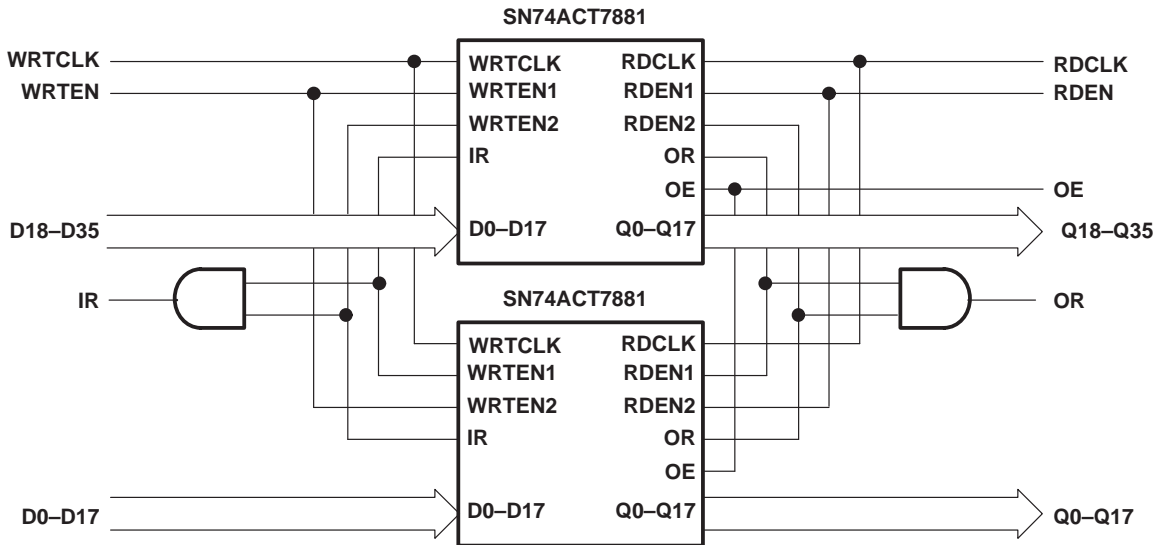 SN74ACT7881
WRTCLK WRTCLK RDCLK RDCLK
WRTEN WRTEN1 RDEN1 RDEN
WRTEN2 RDEN2
IR OR
OE OE
D18–D35 D0–D17 Q0–Q17 Q18–Q35
IR SN74ACT7881 OR
WRTCLK RDCLK
WRTEN1 RDEN1
WRTEN2 RDEN2
IR OR
OE
D0–D17 D0–D17 Q0–Q17 Q0–Q17